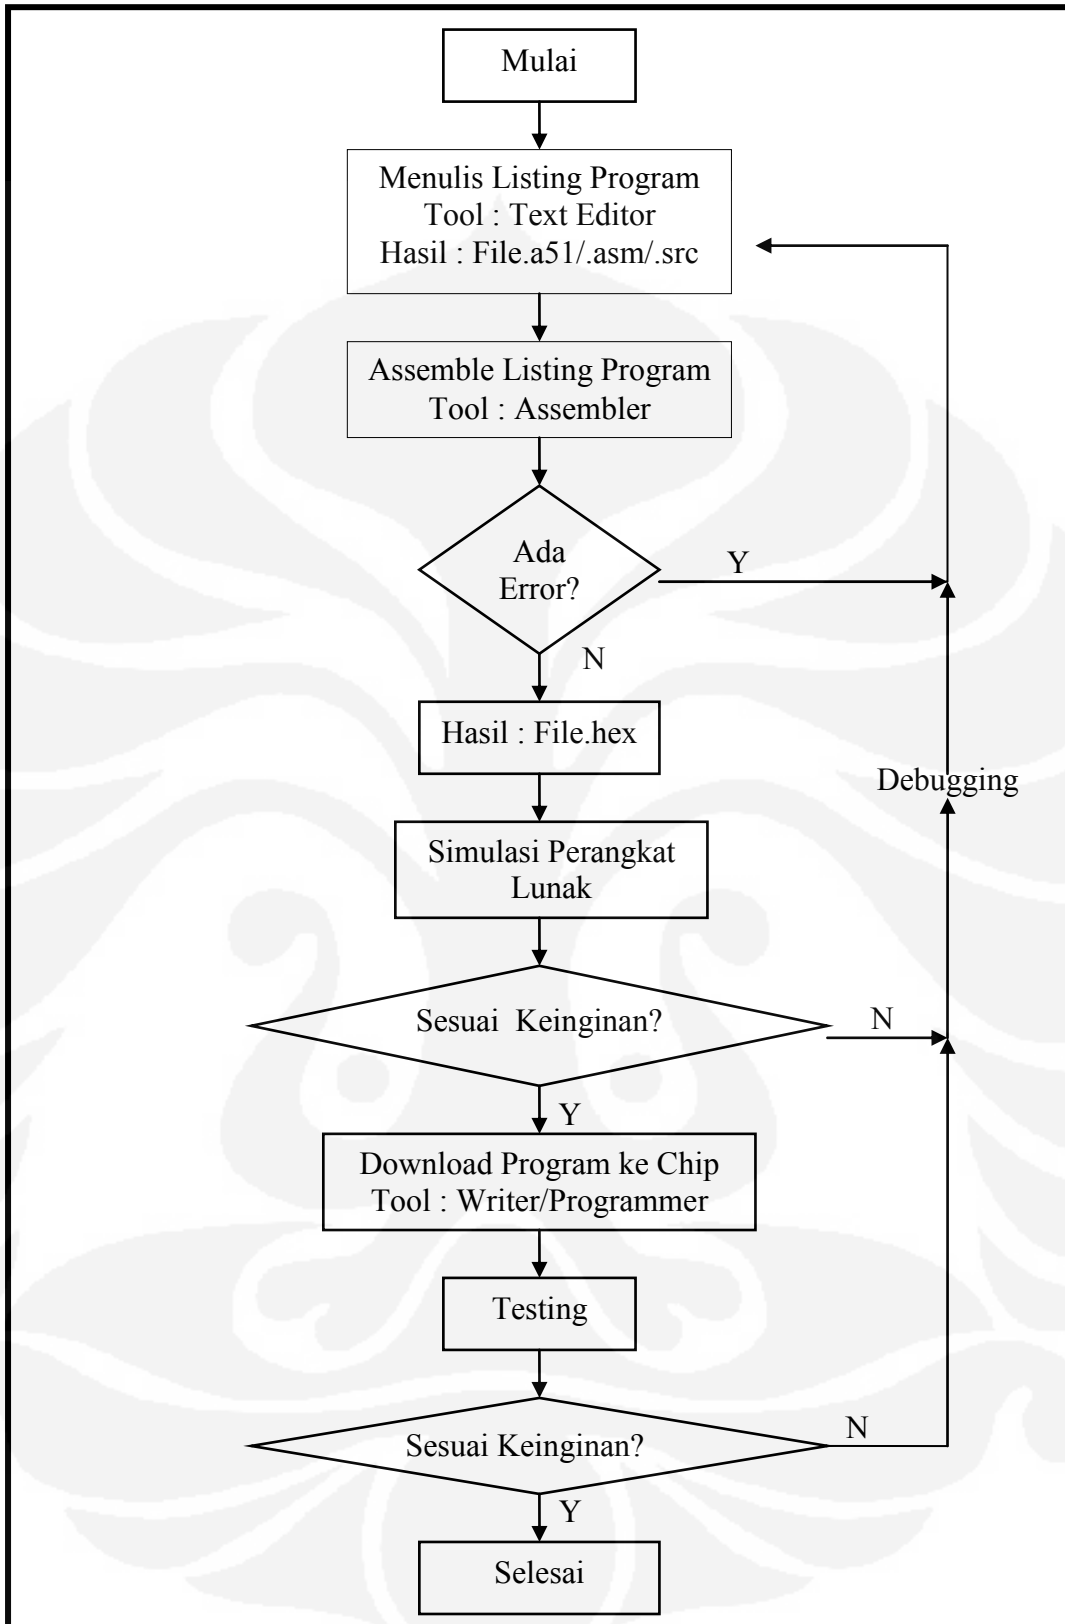 Mulai
Menulis Listing Program
Tool : Text Editor
Hasil : File.a51/.asm/.src
Assemble Listing Program
Tool : Assembler
Ada
Error?
Y
N
Hasil : File.hex
Debugging
Simulasi Perangkat
Lunak
Sesuai  Keinginan?
N
Y
Download Program ke Chip
Tool : Writer/Programmer
Testing
Sesuai Keinginan?
N
Y
Selesai